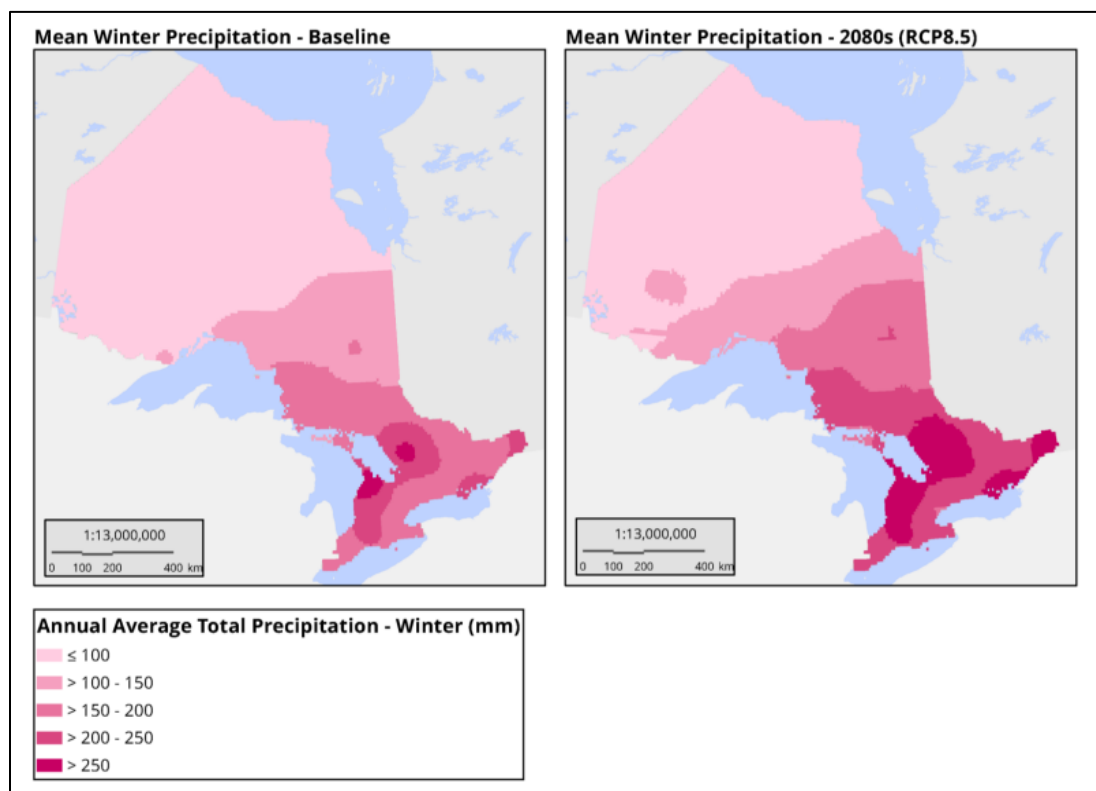 Mean Winter Precipitation - Baseline
Mean Winter Precipitation - 2080s (RCP8.5)
1:13,000,000
0 100 200 400 km
1:13,000,000
0 100 200 400 km
Annual Average Total Precipitation - Winter (mm)
≤ 100
> 100 - 150
> 150 - 200
> 200 - 250
> 250